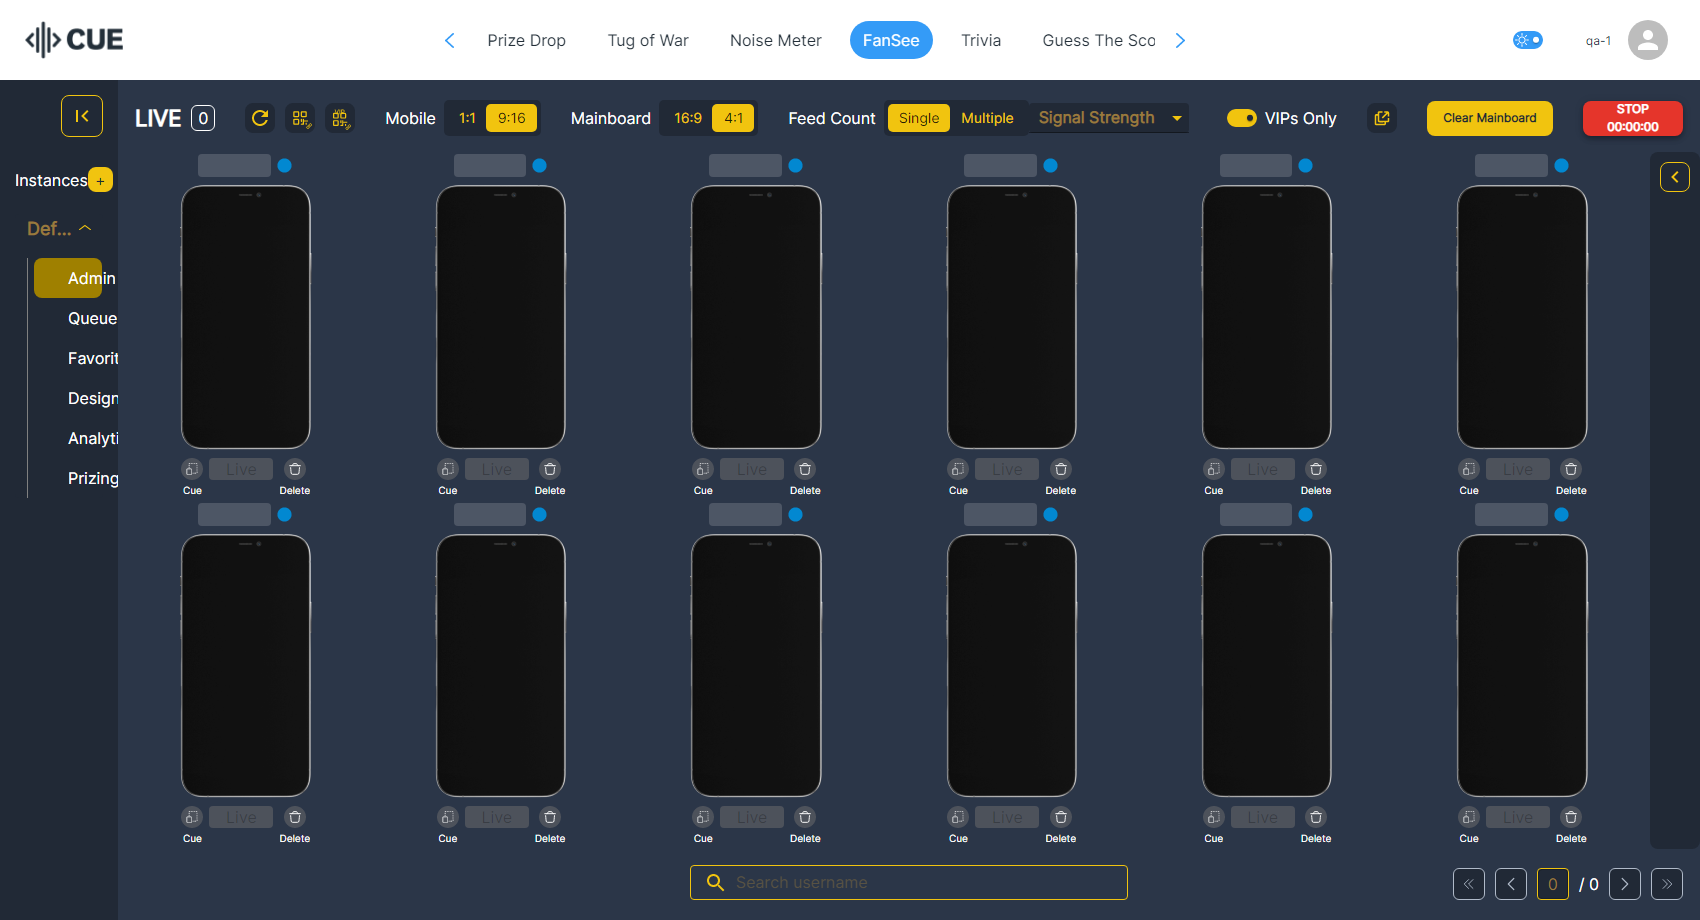 CUE
Prize Drop
Tug of War
Noise Meter
FanSee
Trivia
Guess The Sco
qa-1
LIVE 0
Mobile 1:1 9:16
Mainboard 16:9 4:1
Feed Count Single Multiple
Signal Strength
VIPs Only
Clear Mainboard
STOP
00:00:00
Instances +
Def...
Admin
Queue
Favorit
Design
Analyti
Prizing
Live Live Live Live Live Live
Cue Delete Cue Delete Cue Delete Cue Delete Cue Delete Cue Delete
Live Live Live Live Live Live
Cue Delete Cue Delete Cue Delete Cue Delete Cue Delete Cue Delete
Search username
0 / 0